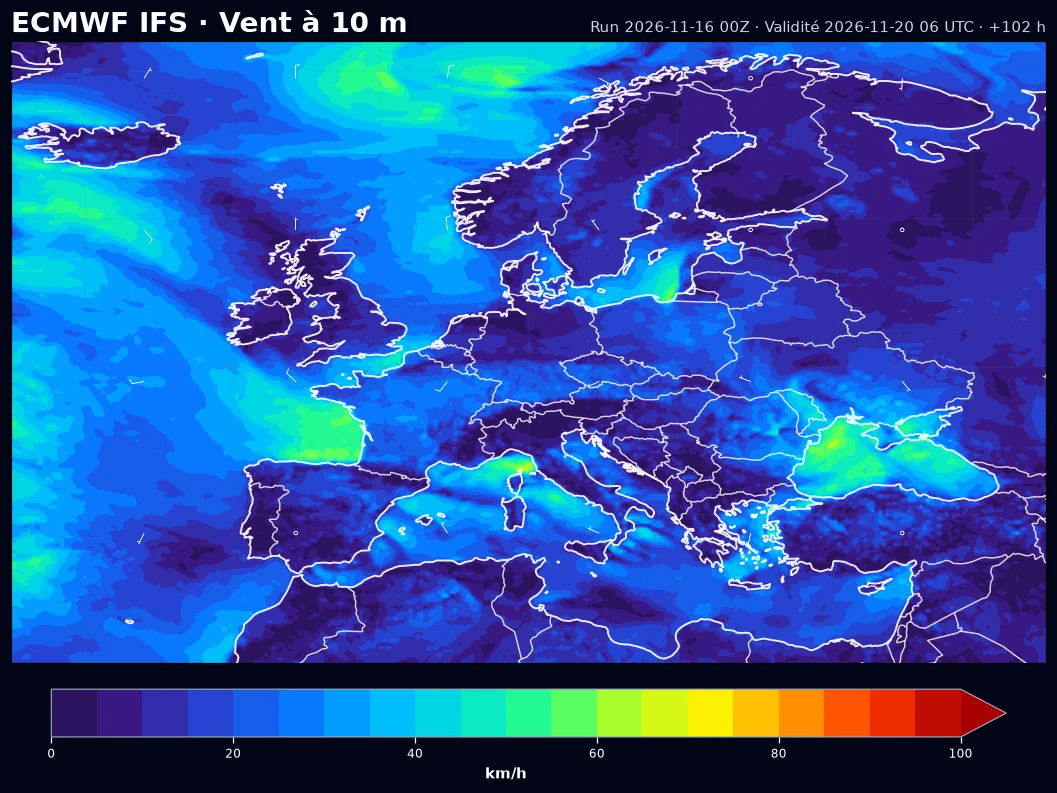 ECMWF IFS · Vent à 10 m
Run 2026-11-16 00Z · Validité 2026-11-20 06 UTC · +102 h
0 20 40 60 80 100
km/h